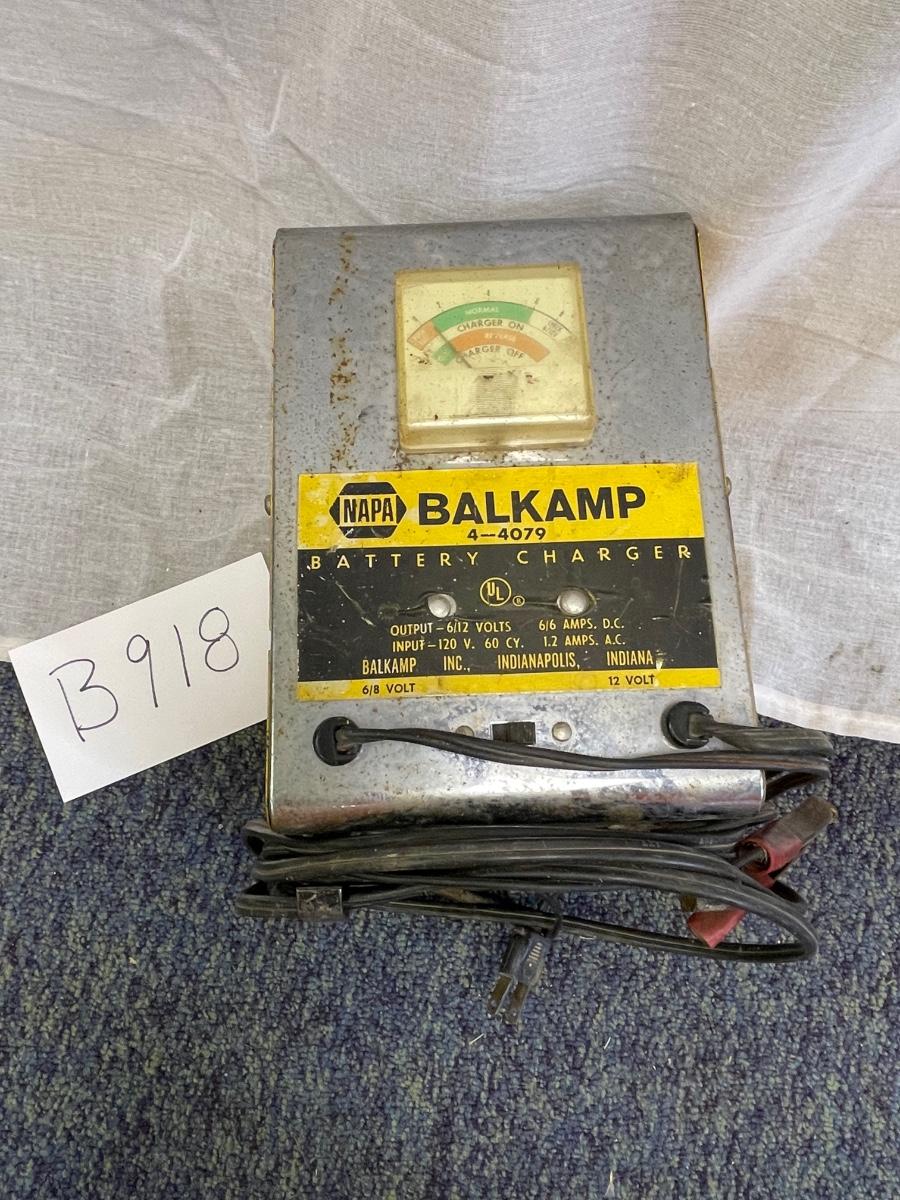 NORMAL
CHARGER ON
REVERSE
CHARGER OFF
NAPA BALKAMP
4-4079
BATTERY CHARGER
UL ®
OUTPUT-6/12 VOLTS 6/6 AMPS. D.C.
INPUT-120 V. 60 CY. 1.2 AMPS. A.C.
BALKAMP INC., INDIANAPOLIS, INDIANA
6/8 VOLT 12 VOLT
B918